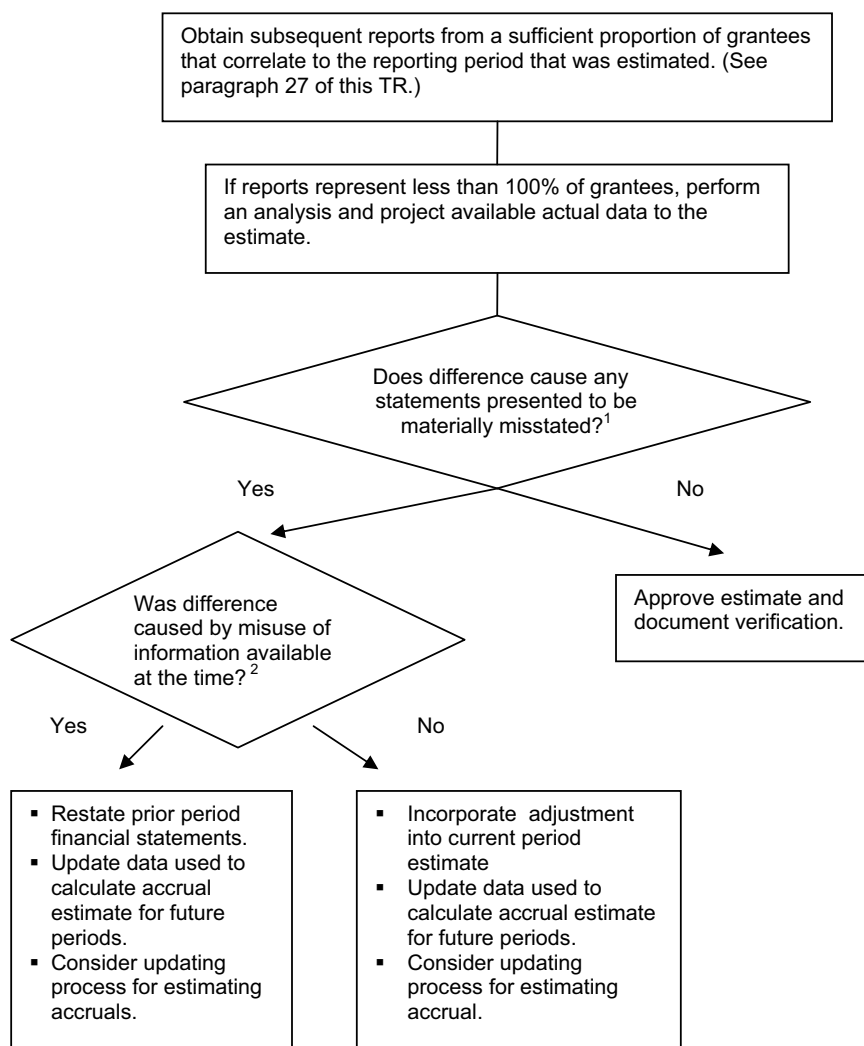 Obtain subsequent reports from a sufficient proportion of grantees
that correlate to the reporting period that was estimated. (See
paragraph 27 of this TR.)
If reports represent less than 100% of grantees, perform
an analysis and project available actual data to the
estimate.
Does difference cause any
statements presented to be
materially misstated?1
Yes
No
Was difference
caused by misuse of
information available
at the time? 2
Approve estimate and
document verification.
Yes
No
▪ Restate prior period
financial statements.
▪ Update data used to
calculate accrual
estimate for future
periods.
▪ Consider updating
process for estimating
accruals.
▪ Incorporate adjustment
into current period
estimate
▪ Update data used to
calculate accrual estimate
for future periods.
▪ Consider updating
process for estimating
accrual.